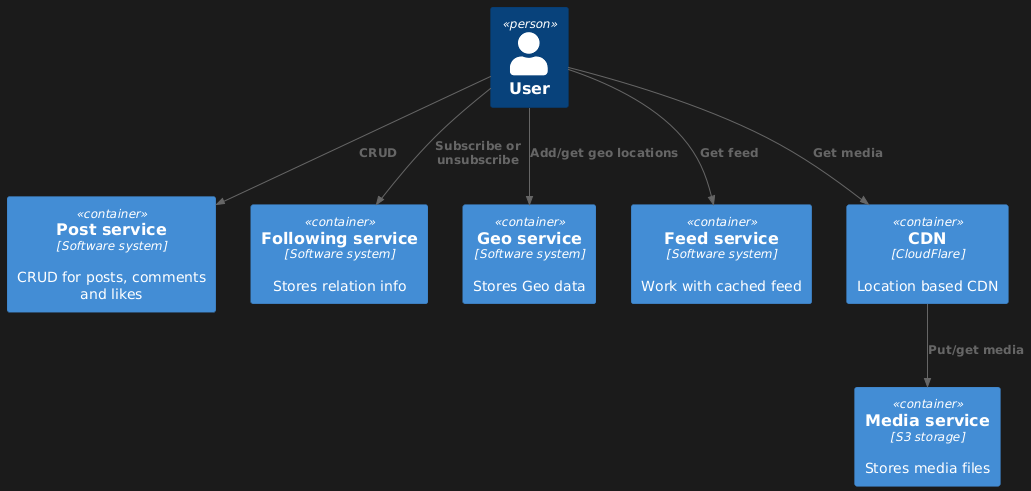 «person»
User
CRUD
Subscribe or
unsubscribe
Add/get geo locations
Get feed
Get media
«container»
Post service
[Software system]
CRUD for posts, comments
and likes
«container»
Following service
[Software system]
Stores relation info
«container»
Geo service
[Software system]
Stores Geo data
«container»
Feed service
[Software system]
Work with cached feed
«container»
CDN
[CloudFlare]
Location based CDN
Put/get media
«container»
Media service
[S3 storage]
Stores media files